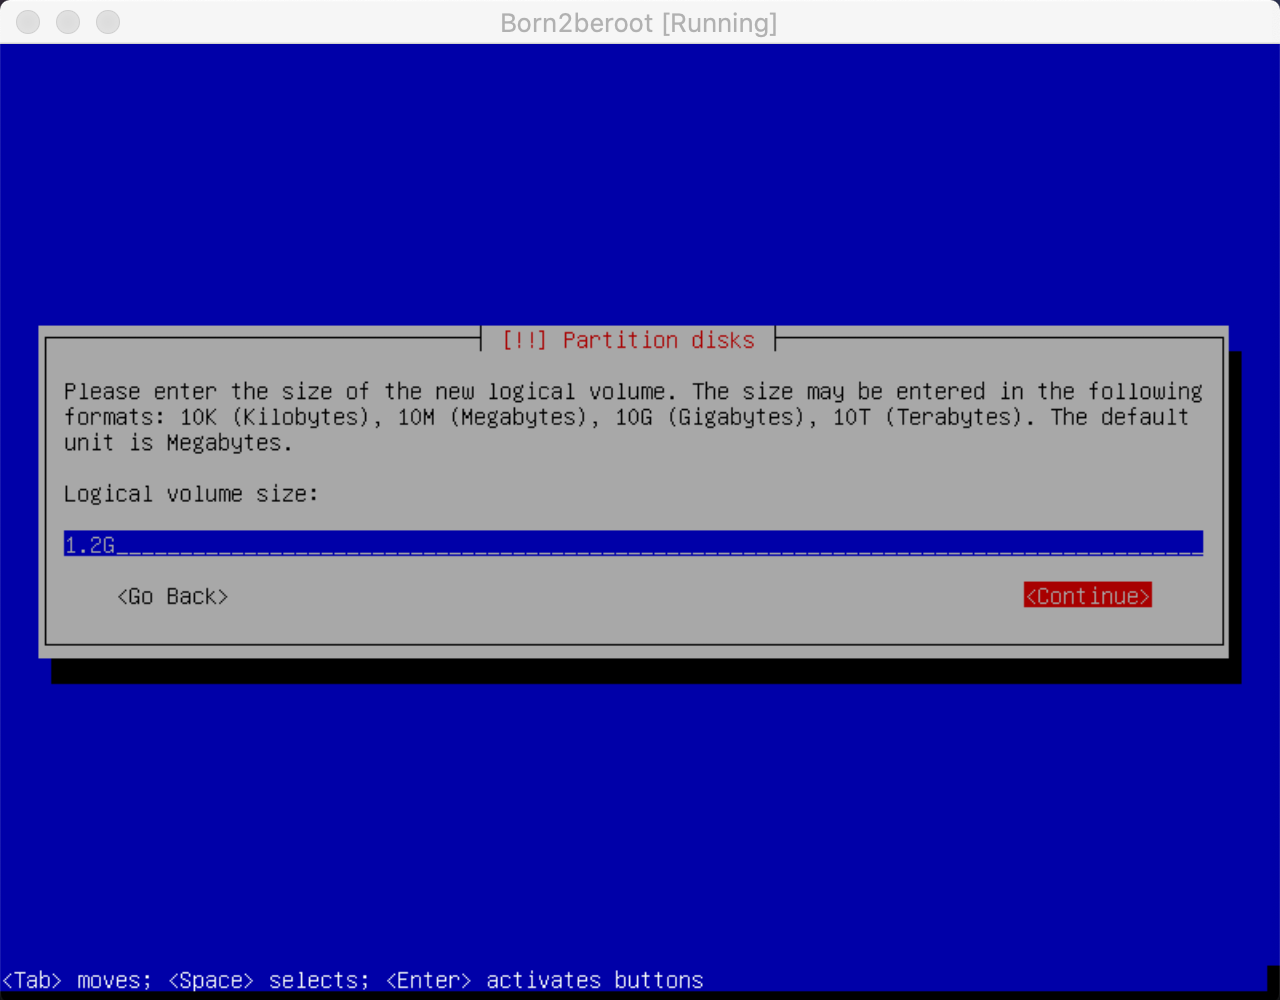 Born2beroot [Running]
[!!] Partition disks
Please enter the size of the new logical volume. The size may be entered in the following
formats: 10K (Kilobytes), 10M (Megabytes), 10G (Gigabytes), 10T (Terabytes). The default
unit is Megabytes.
Logical volume size:
1.2G
<Go Back> <Continue>
<Tab> moves; <Space> selects; <Enter> activates buttons